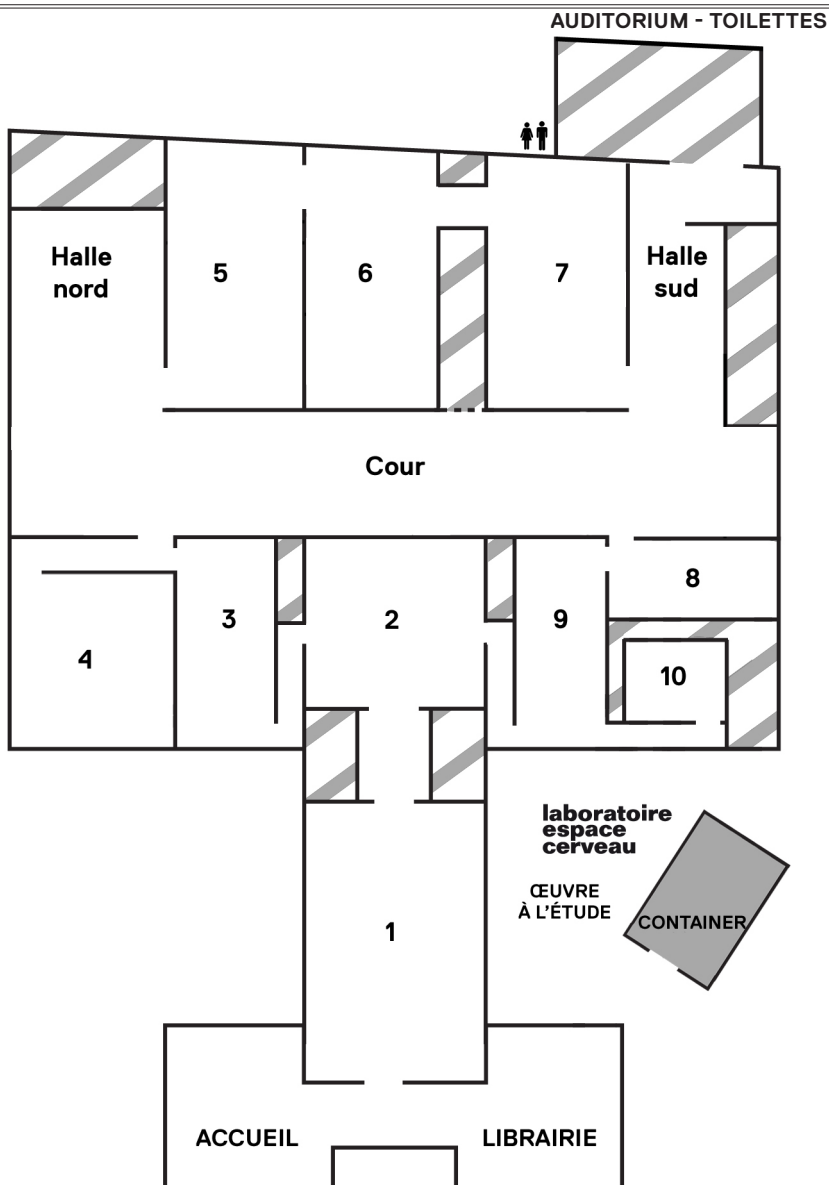 AUDITORIUM - TOILETTES
Halle
nord
5
6
7
Halle
sud
Cour
8
3
2
9
4
10
laboratoire
espace
cerveau
ŒUVRE
À L'ÉTUDE
CONTAINER
1
ACCUEIL
LIBRAIRIE